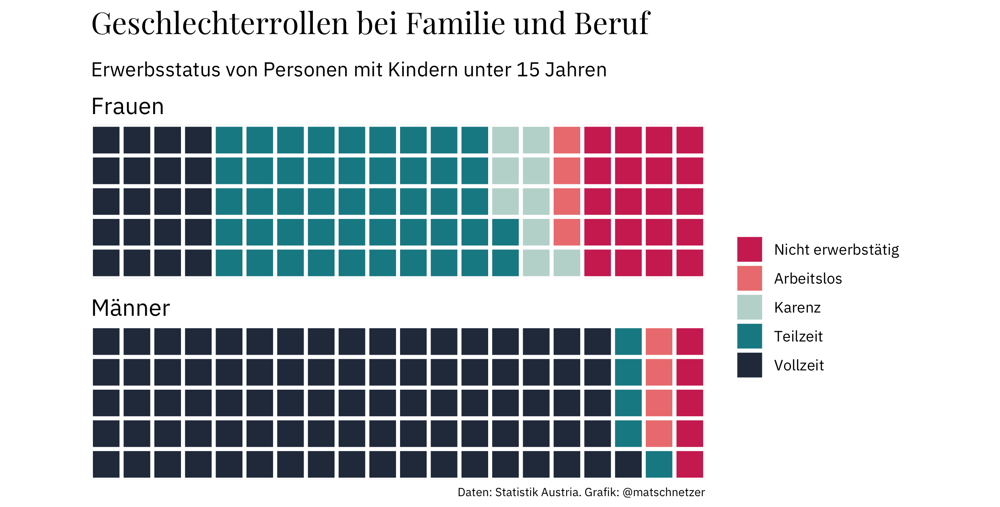 Geschlechterrollen bei Familie und Beruf
Erwerbsstatus von Personen mit Kindern unter 15 Jahren
Frauen
Männer
Nicht erwerbstätig
Arbeitslos
Karenz
Teilzeit
Vollzeit
Daten: Statistik Austria. Grafik: @matschnetzer